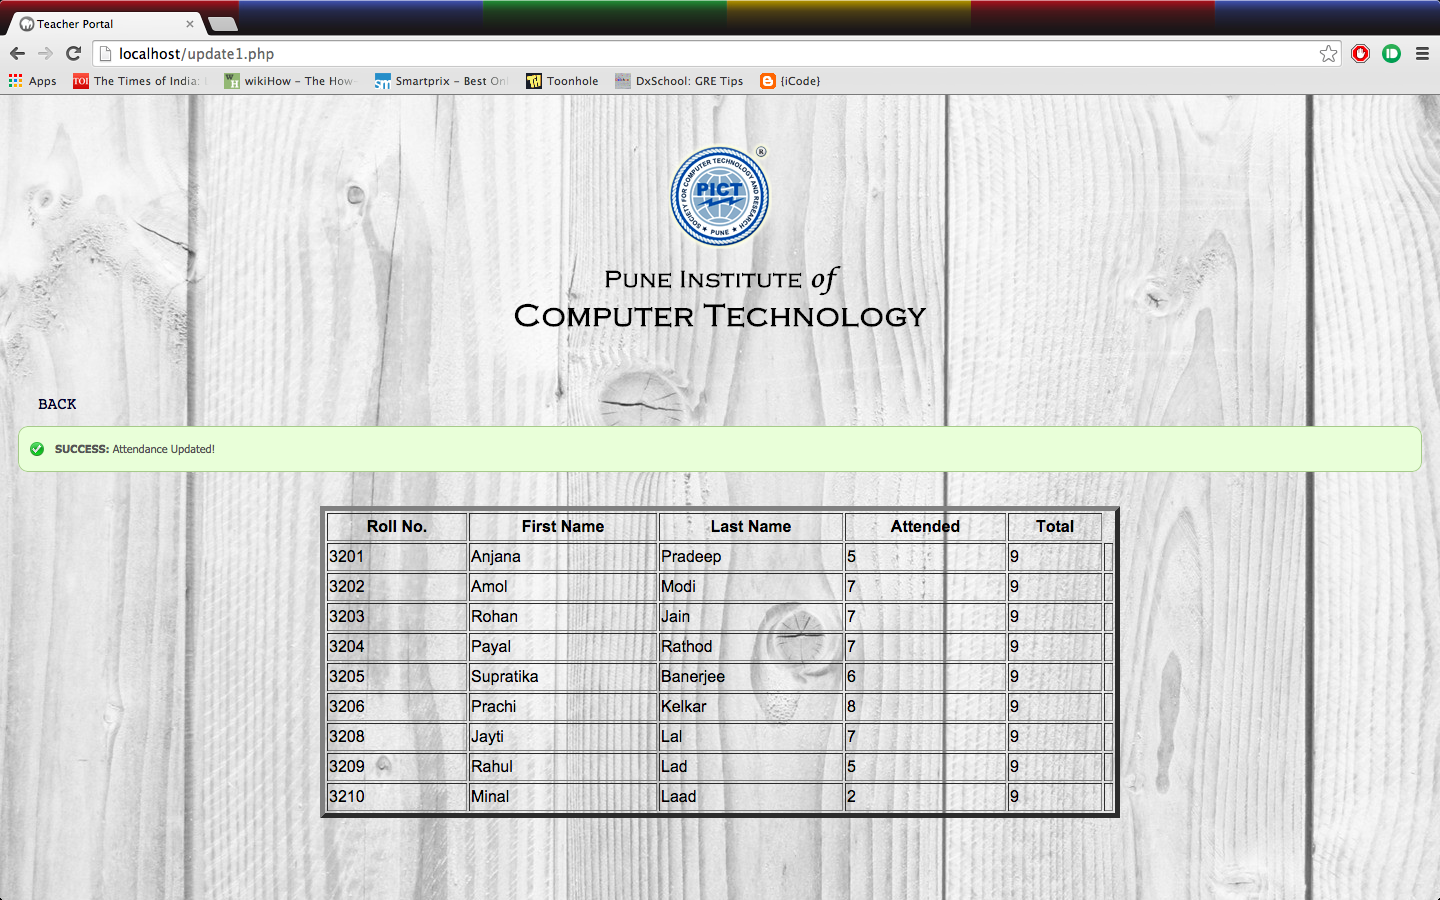 Teacher Portal
localhost/update1.php
Apps
The Times of India:
wikiHow – The How-
Smartprix – Best Onl
Toonhole
DxSchool: GRE Tips
{iCode}
SOCIETY FOR COMPUTER TECHNOLOGY AND RESEARCH
PICT
★ PUNE ★
®
Pune Institute of
Computer Technology
BACK
SUCCESS: Attendance Updated!
Roll No. First Name Last Name Attended Total
3201 Anjana Pradeep 5 9
3202 Amol Modi 7 9
3203 Rohan Jain 7 9
3204 Payal Rathod 7 9
3205 Supratika Banerjee 6 9
3206 Prachi Kelkar 8 9
3208 Jayti Lal 7 9
3209 Rahul Lad 5 9
3210 Minal Laad 2 9